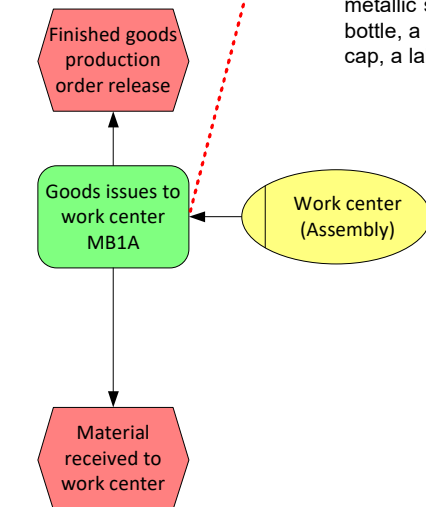 metallic
bottle, a
cap, a
Finished goods
production
order release
Goods issues to
work center
MB1A
Work center
(Assembly)
Material
received to
work center